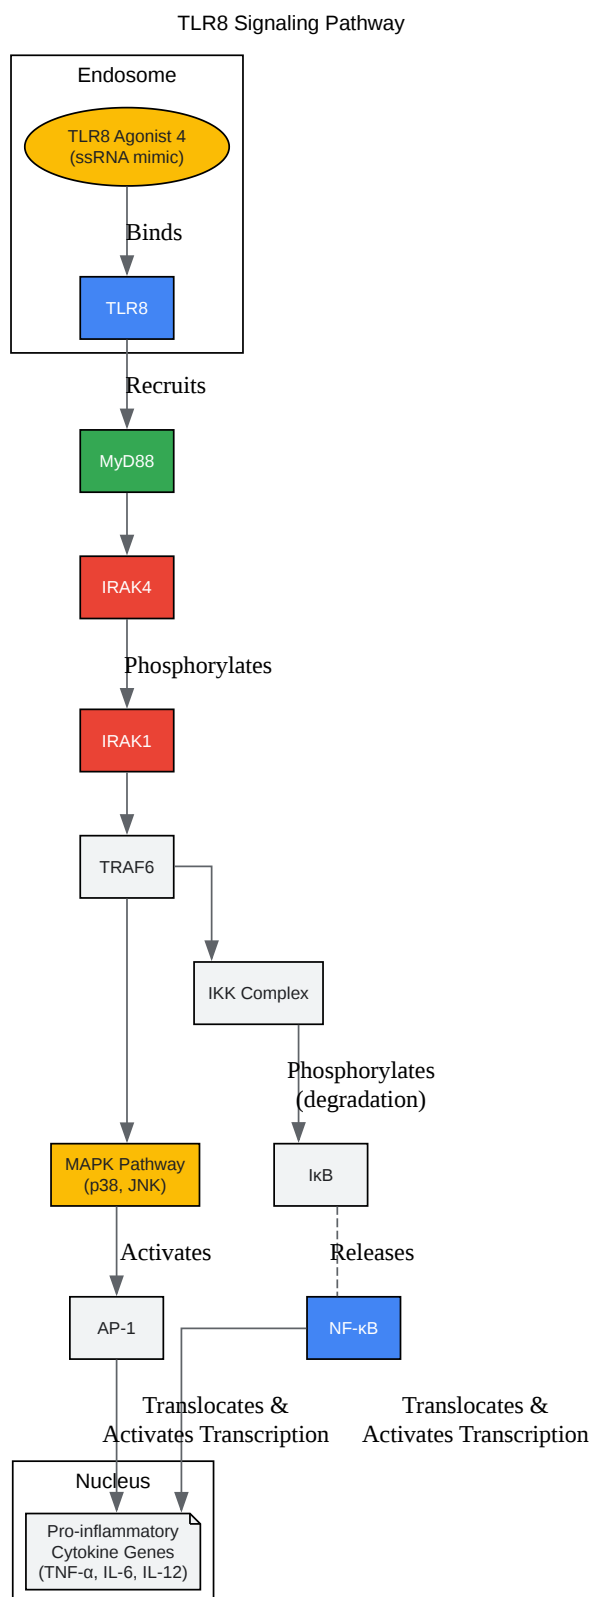 TLR8 Signaling Pathway
Endosome
TLR8 Agonist 4
(ssRNA mimic)
Binds
TLR8
Recruits
MyD88
IRAK4
Phosphorylates
IRAK1
TRAF6
IKK Complex
Phosphorylates
(degradation)
MAPK Pathway
(p38, JNK)
IκB
Activates
Releases
AP-1
NF-κB
Translocates &
Activates Transcription
Translocates &
Activates Transcription
Nucleus
Pro-inflammatory
Cytokine Genes
(TNF-α, IL-6, IL-12)